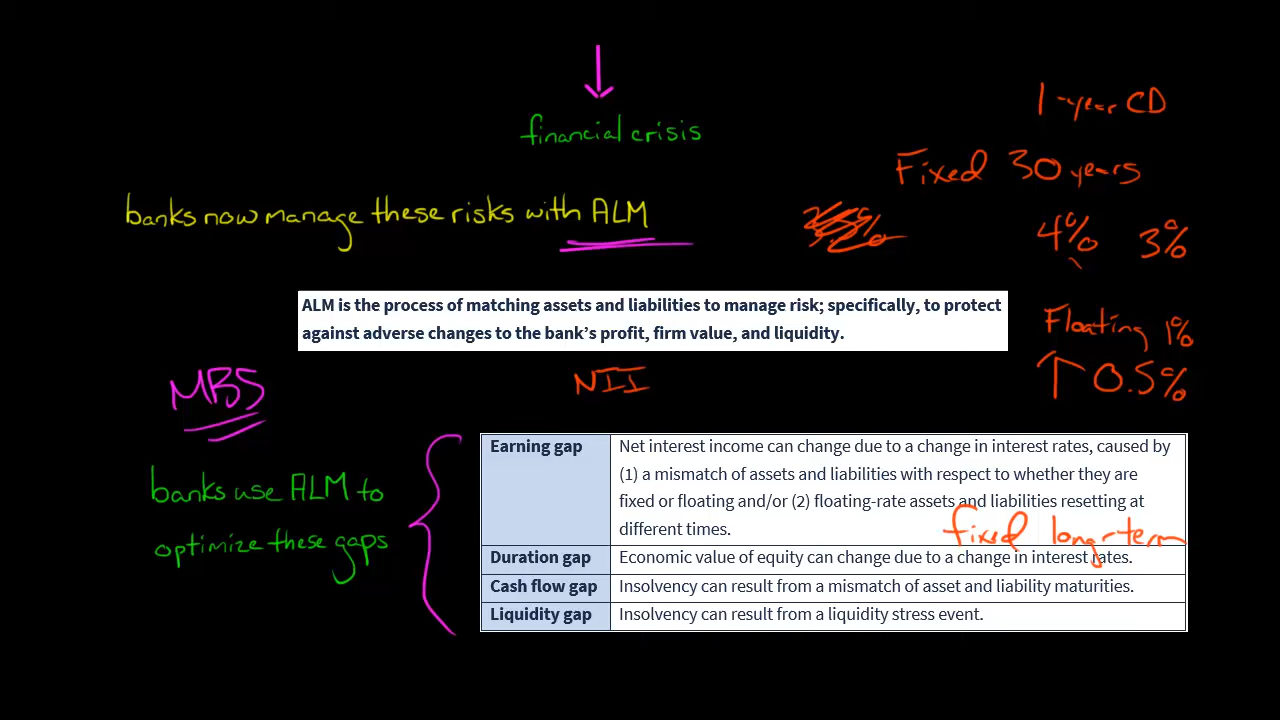 financial crisis
1-year CD
Fixed 30 years
banks now manage these risks with ALM
4% 3%
ALM is the process of matching assets and liabilities to manage risk; specifically, to protect
against adverse changes to the bank's profit, firm value, and liquidity.
Floating 1%
↑ 0.5%
MBS
NII
banks use ALM to
optimize these gaps
Earning gap Net interest income can change due to a change in interest rates, caused by
(1) a mismatch of assets and liabilities with respect to whether they are
fixed or floating and/or (2) floating-rate assets and liabilities resetting at
different times.
fixed long-term
Duration gap Economic value of equity can change due to a change in interest rates.
Cash flow gap Insolvency can result from a mismatch of asset and liability maturities.
Liquidity gap Insolvency can result from a liquidity stress event.